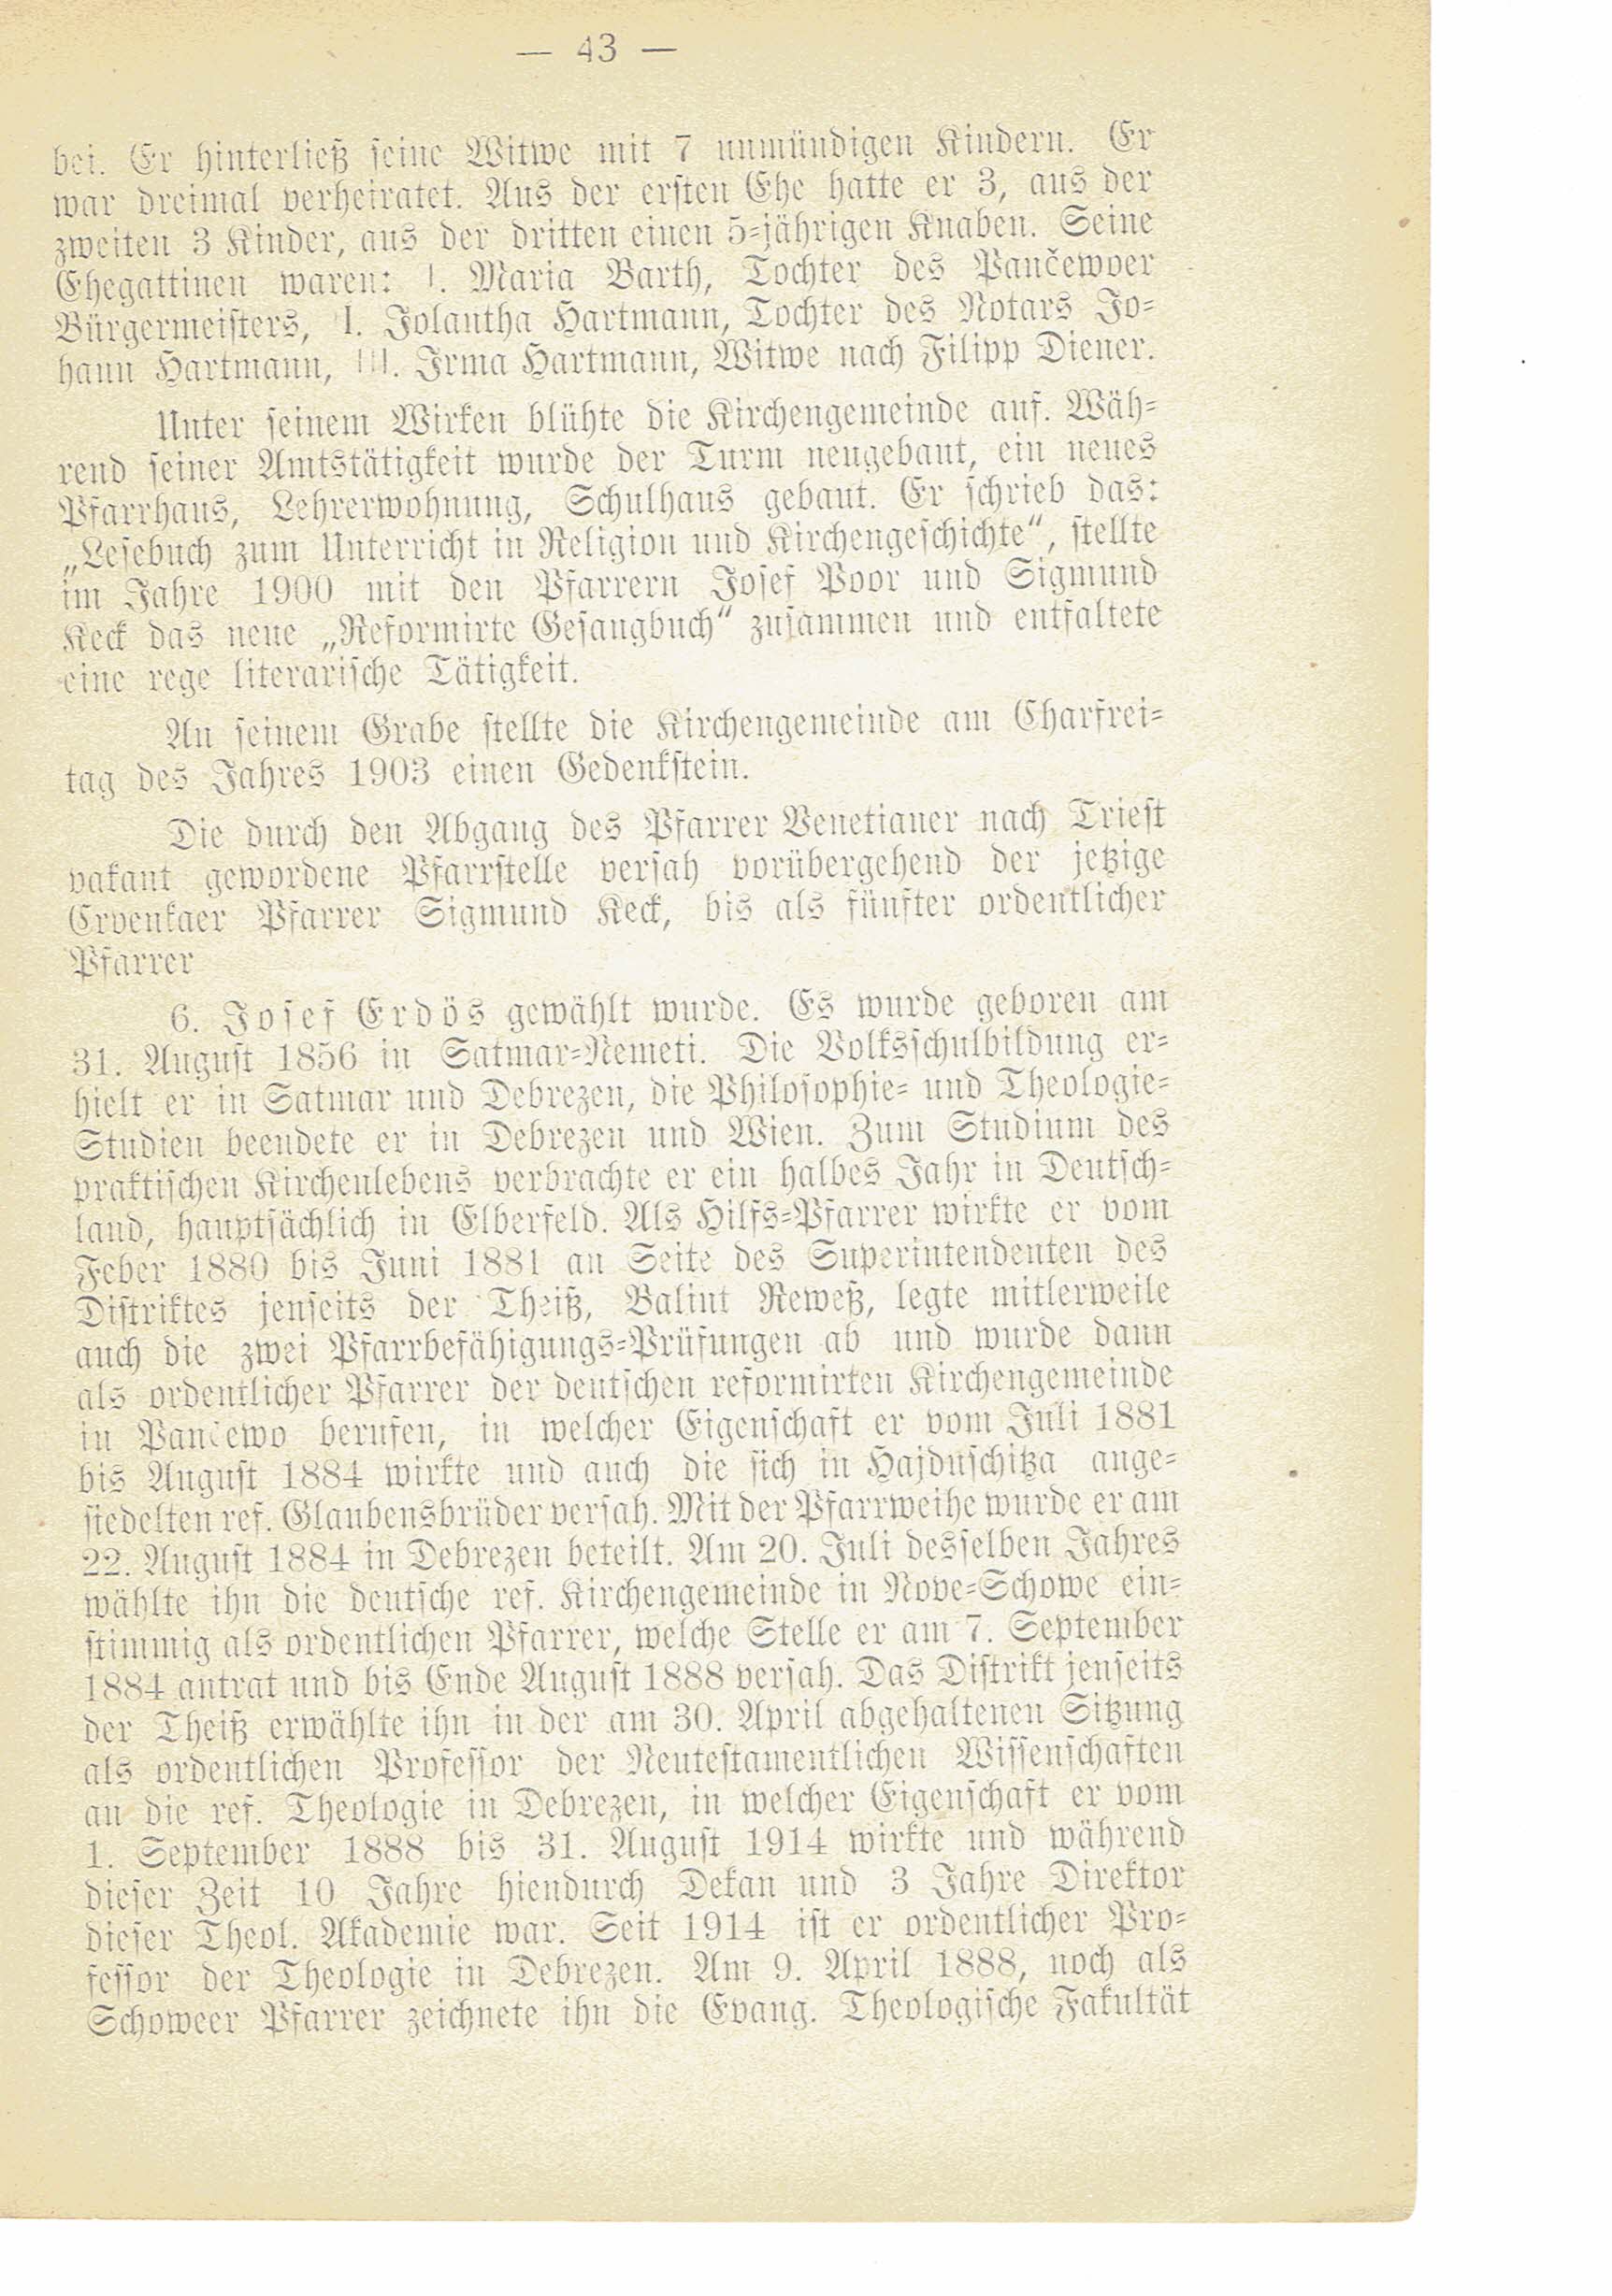 — 43 —
bei. Er hinterließ seine Witwe mit 7 unmündigen Kindern. Er
war dreimal verheiratet. Aus der ersten Ehe hatte er 3, aus der
zweiten 3 Kinder, aus der dritten einen 5-jährigen Knaben. Seine
Ehegattinen waren: I. Maria Barth, Tochter des Pančewoer
Bürgermeisters, I. Jolantha Hartmann, Tochter des Notars Jo-
hann Hartmann, III. Irma Hartmann, Witwe nach Filipp Diener.
Unter seinem Wirken blühte die Kirchengemeinde auf. Wäh-
rend seiner Amtstätigkeit wurde der Turm neugebaut, ein neues
Pfarrhaus, Lehrerwohnung, Schulhaus gebaut. Er schrieb das:
„Lesebuch zum Unterricht in Religion und Kirchengeschichte“, stellte
im Jahre 1900 mit den Pfarrern Josef Poor und Sigmund
Keck das neue „Reformirte Gesangbuch“ zusammen und entfaltete
eine rege literarische Tätigkeit.
An seinem Grabe stellte die Kirchengemeinde am Charfrei-
tag des Jahres 1903 einen Gedenkstein.
Die durch den Abgang des Pfarrer Venetianer nach Triest
vakant gewordene Pfarrstelle versah vorübergehend der jetzige
Crvenkaer Pfarrer Sigmund Keck, bis als fünfter ordentlicher
Pfarrer
6. Josef Erdös gewählt wurde. Es wurde geboren am
31. August 1856 in Satmar-Nemeti. Die Volksschulbildung er-
hielt er in Satmar und Debrezen, die Philosophie- und Theologie-
Studien beendete er in Debrezen und Wien. Zum Studium des
praktischen Kirchenlebens verbrachte er ein halbes Jahr in Deutsch-
land, hauptsächlich in Elberfeld. Als Hilfs-Pfarrer wirkte er vom
Feber 1880 bis Juni 1881 an Seite des Superintendenten des
Distriktes jenseits der Theiß, Balint Reweß, legte mitlerweile
auch die zwei Pfarrbefähigungs-Prüfungen ab und wurde dann
als ordentlicher Pfarrer der deutschen reformirten Kirchengemeinde
in Pančewo berufen, in welcher Eigenschaft er vom Juli 1881
bis August 1884 wirkte und auch die sich in Hajduschitza ange-
siedelten ref. Glaubensbrüder versah. Mit der Pfarrweihe wurde er am
22. August 1884 in Debrezen beteilt. Am 20. Juli desselben Jahres
wählte ihn die deutsche ref. Kirchengemeinde in Nove-Schowe ein-
stimmig als ordentlichen Pfarrer, welche Stelle er am 7. September
1884 antrat und bis Ende August 1888 versah. Das Distrikt jenseits
der Theiß erwählte ihn in der am 30. April abgehaltenen Sitzung
als ordentlichen Professor der Neutestamentlichen Wissenschaften
an die ref. Theologie in Debrezen, in welcher Eigenschaft er vom
1. September 1888 bis 31. August 1914 wirkte und während
dieser Zeit 10 Jahre hiendurch Dekan und 3 Jahre Direktor
dieser Theol. Akademie war. Seit 1914 ist er ordentlicher Pro-
fessor der Theologie in Debrezen. Am 9. April 1888, noch als
Schoweer Pfarrer zeichnete ihn die Evang. Theologische Fakultät